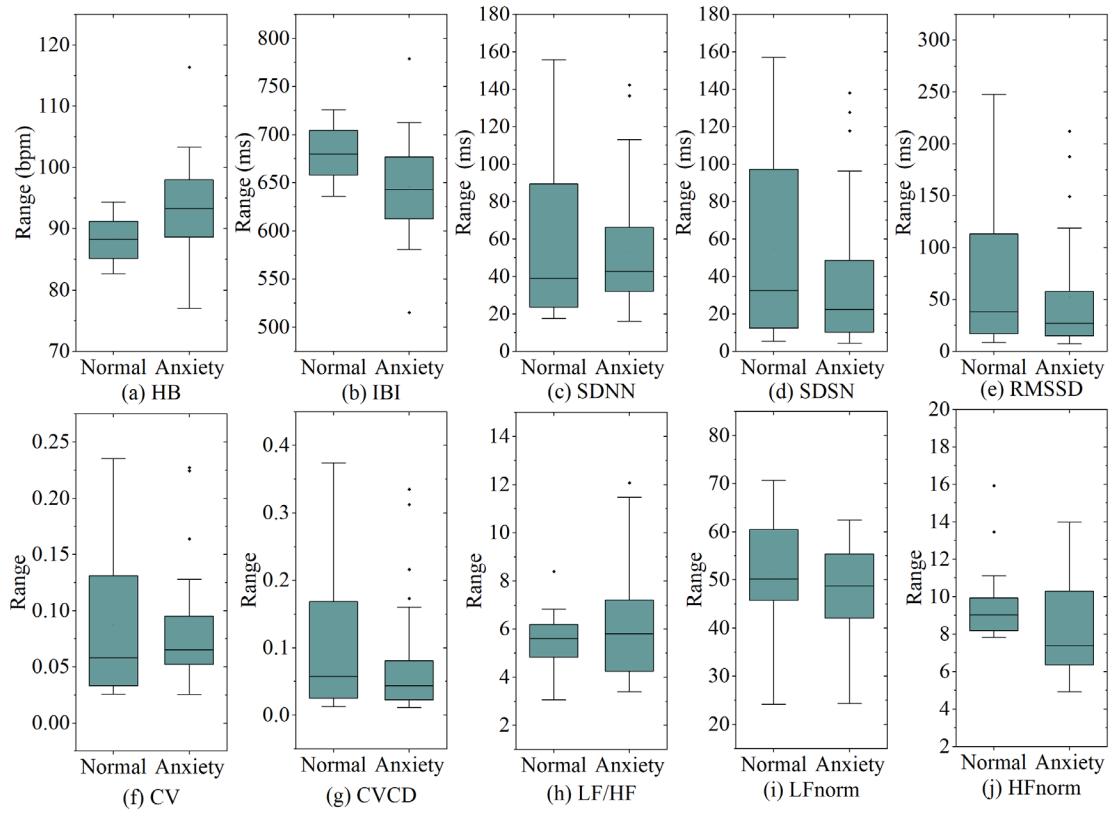 Range (bpm)
120
110
100
90
80
70
Normal Anxiety
(a) HB
Range (ms)
800
750
700
650
600
550
500
Normal Anxiety
(b) IBI
Range (ms)
180
160
140
120
100
80
60
40
20
0
Normal Anxiety
(c) SDNN
Range (ms)
180
160
140
120
100
80
60
40
20
0
Normal Anxiety
(d) SDSN
Range (ms)
300
250
200
150
100
50
0
Normal Anxiety
(e) RMSSD
Range
0.25
0.20
0.15
0.10
0.05
0.00
Normal Anxiety
(f) CV
Range
0.4
0.3
0.2
0.1
0.0
Normal Anxiety
(g) CVCD
Range
14
12
10
8
6
4
2
Normal Anxiety
(h) LF/HF
Range
80
70
60
50
40
30
20
Normal Anxiety
(i) LFnorm
Range
20
18
16
14
12
10
8
6
4
2
Normal Anxiety
(j) HFnorm